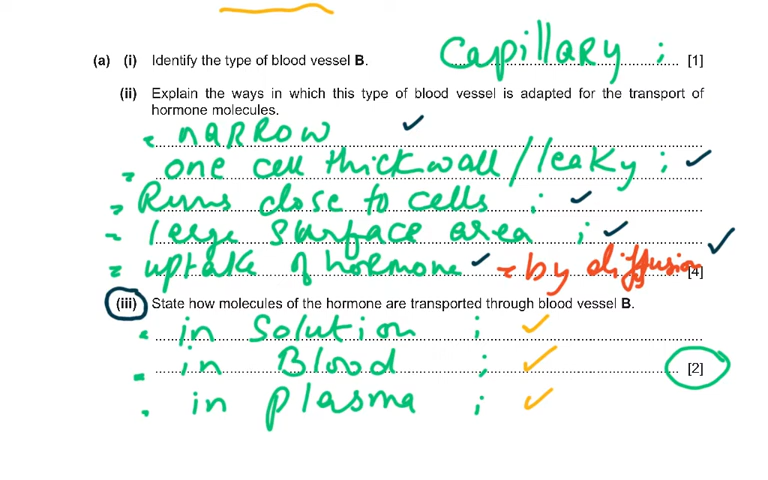 (a) (i) Identify the type of blood vessel B. Capillary ; [1]
(ii) Explain the ways in which this type of blood vessel is adapted for the transport of
hormone molecules.
- NARROW
- one cell thick wall / leaky ;
- Runs close to cells ;
- lerge surface area ;
- uptake of hormone - by diffusion [4]
(iii) State how molecules of the hormone are transported through blood vessel B.
- in Solution ;
- in Blood ; [2]
- in plasma ;